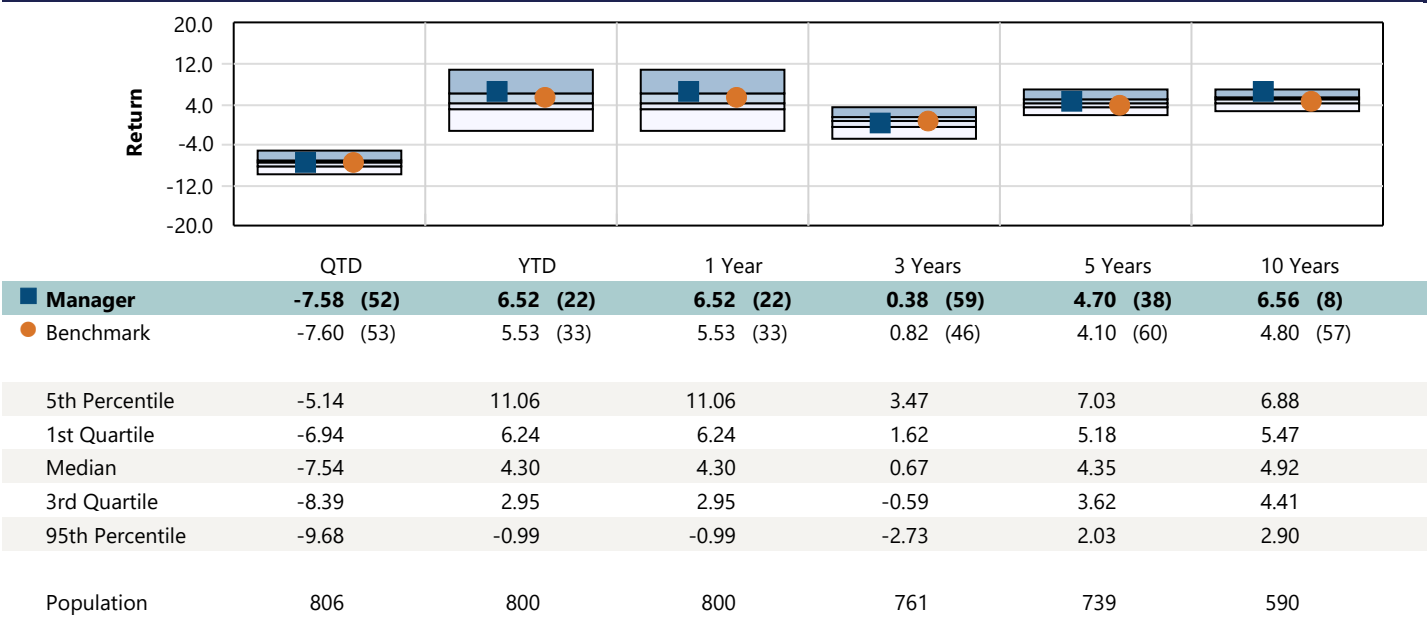 20.0
12.0
4.0
-4.0
-12.0
-20.0
Return
QTD YTD 1 Year 3 Years 5 Years 10 Years
Manager -7.58 (52) 6.52 (22) 6.52 (22) 0.38 (59) 4.70 (38) 6.56 (8)
Benchmark -7.60 (53) 5.53 (33) 5.53 (33) 0.82 (46) 4.10 (60) 4.80 (57)
5th Percentile -5.14 11.06 11.06 3.47 7.03 6.88
1st Quartile -6.94 6.24 6.24 1.62 5.18 5.47
Median -7.54 4.30 4.30 0.67 4.35 4.92
3rd Quartile -8.39 2.95 2.95 -0.59 3.62 4.41
95th Percentile -9.68 -0.99 -0.99 -2.73 2.03 2.90
Population 806 800 800 761 739 590